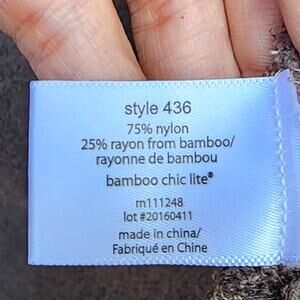 style 436
75% nylon
25% rayon from bamboo/
rayonne de bambou
bamboo chic lite®
rn111248
lot #20160411
made in china/
Fabriqué en Chine